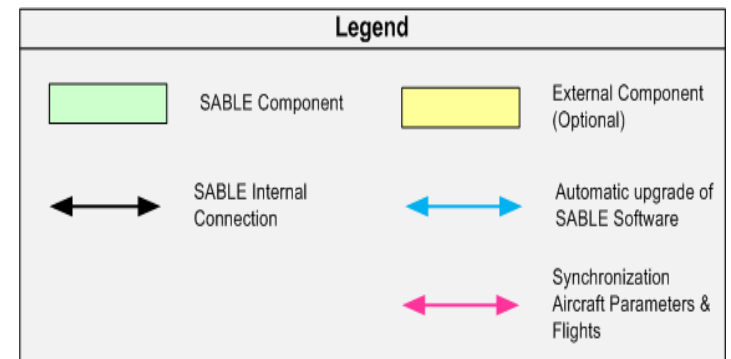 Legend
SABLE Component
External Component
(Optional)
SABLE Internal
Connection
Automatic upgrade of
SABLE Software
Synchronization
Aircraft Parameters &
Flights